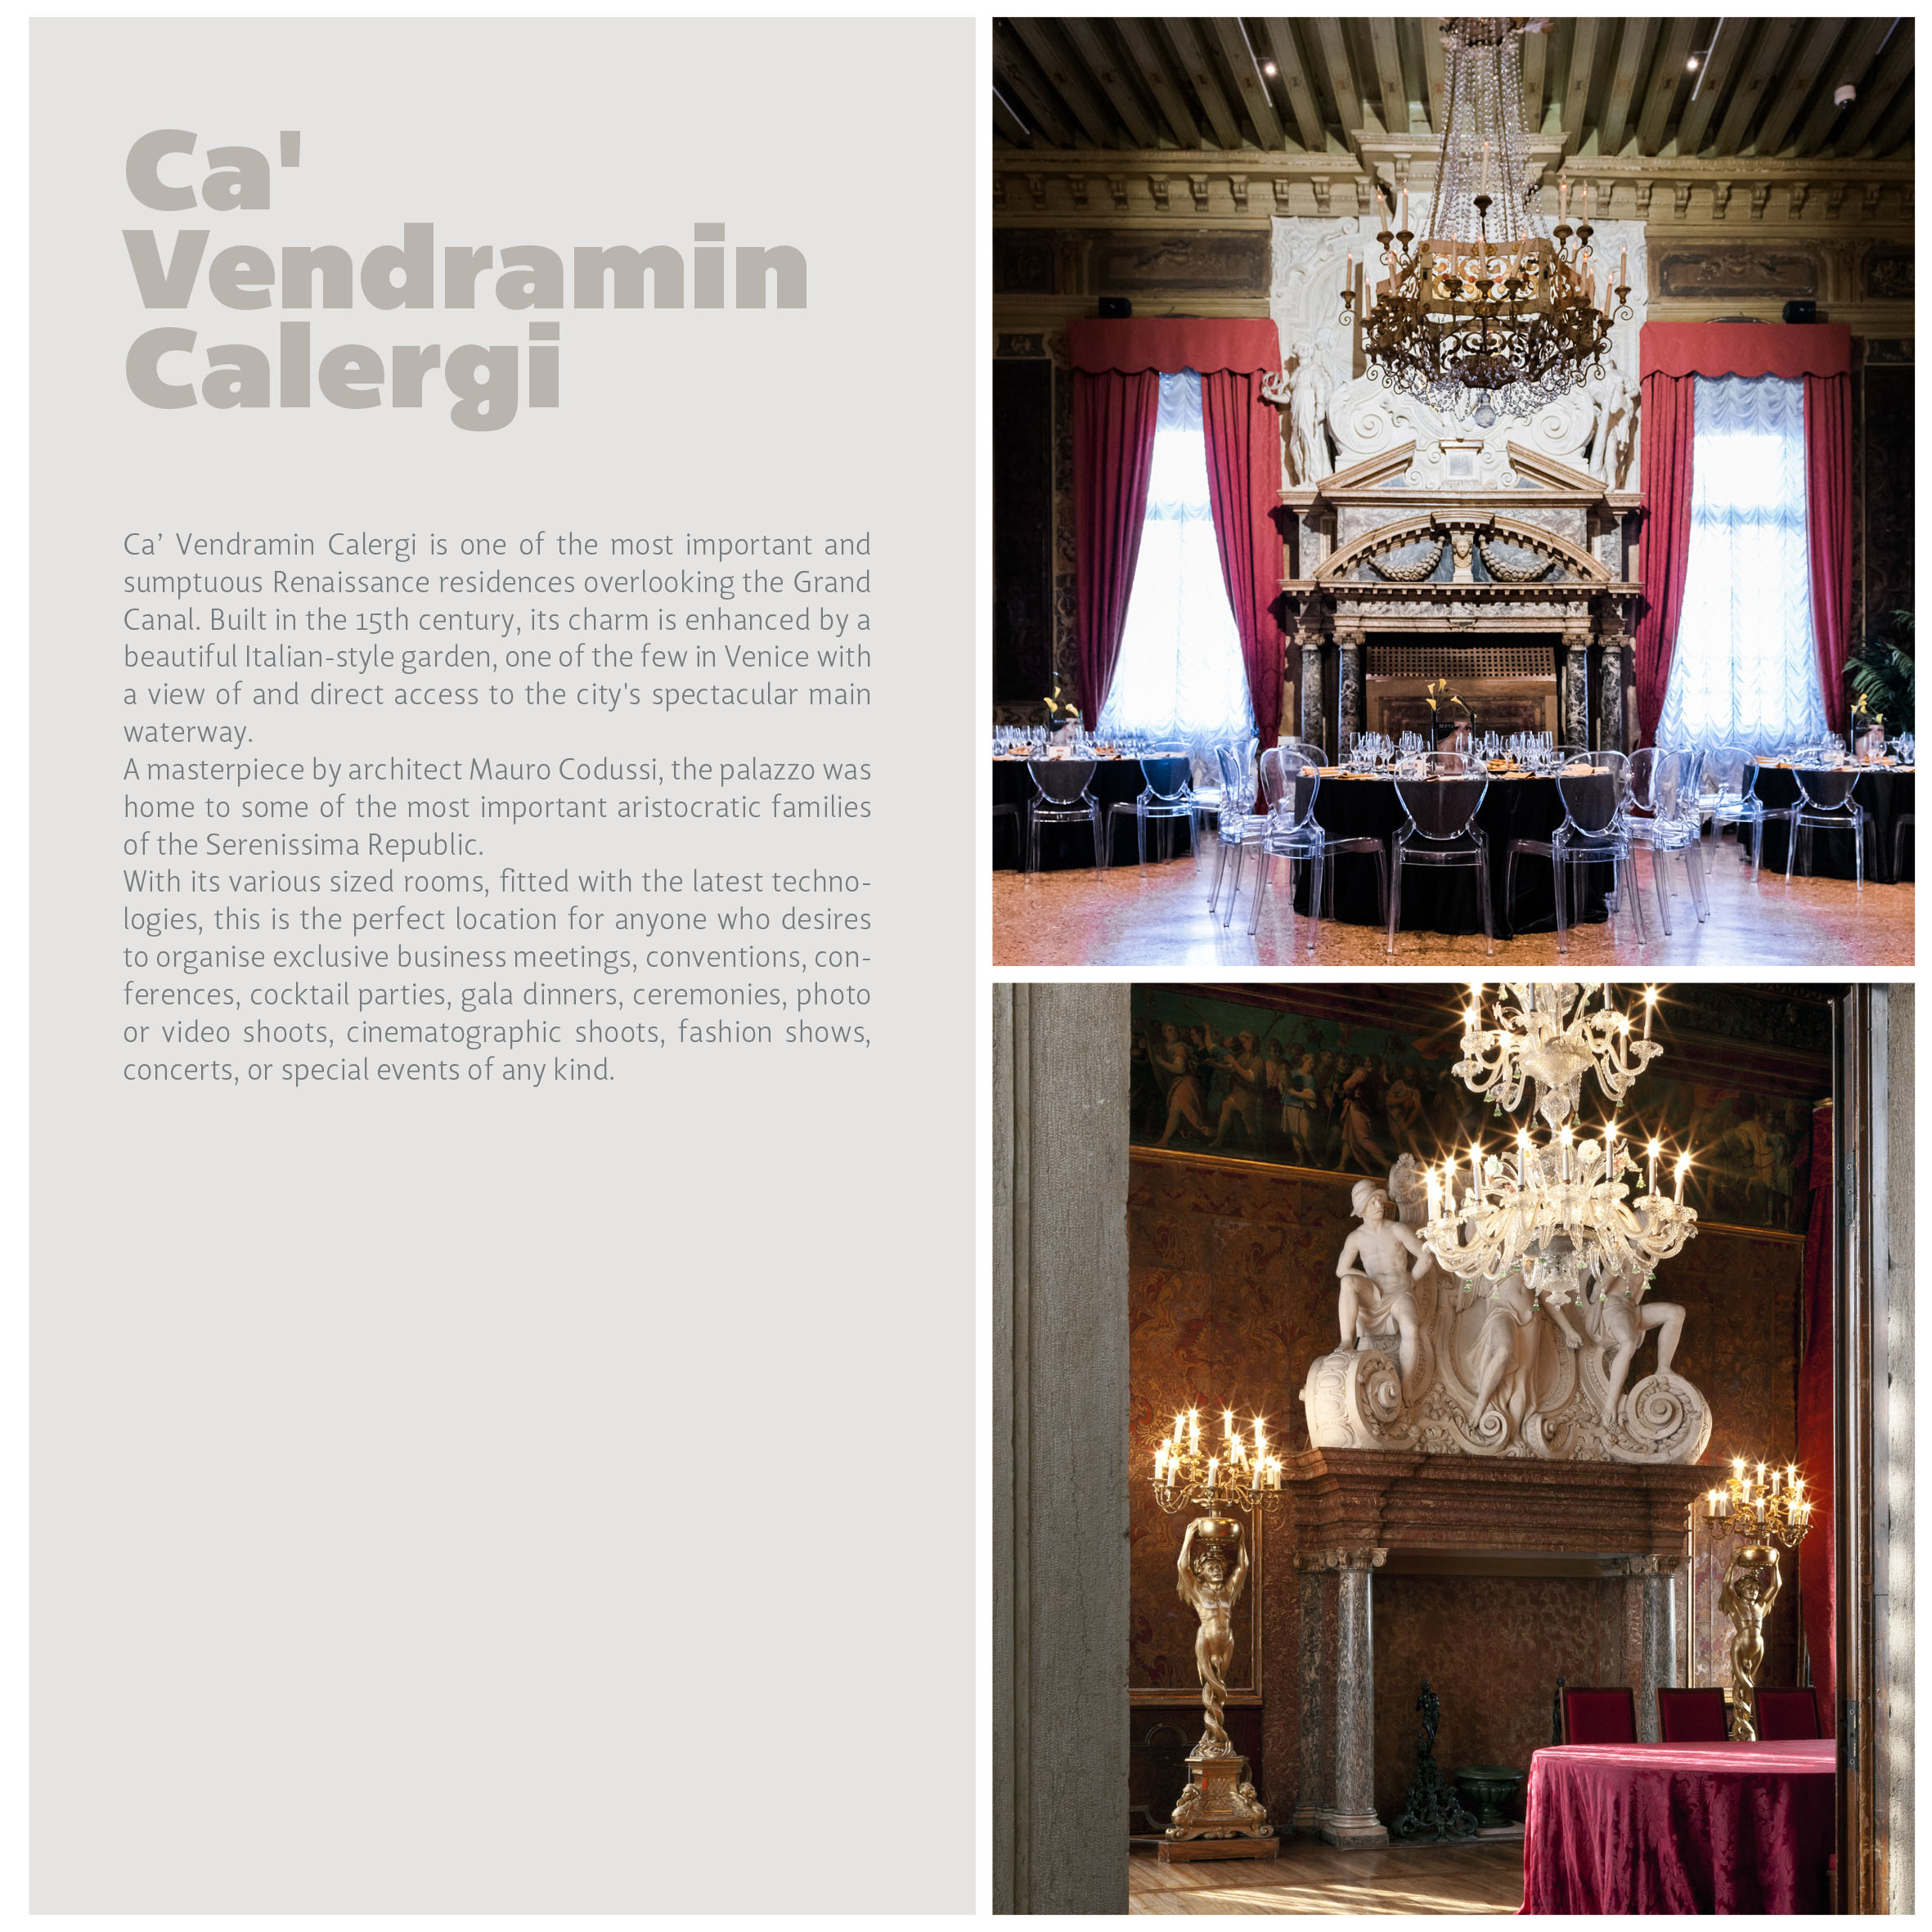 Ca'
Vendramin
Calergi
Ca’ Vendramin Calergi is one of the most important and
sumptuous Renaissance residences overlooking the Grand
Canal. Built in the 15th century, its charm is enhanced by a
beautiful Italian-style garden, one of the few in Venice with
a view of and direct access to the city's spectacular main
waterway.
A masterpiece by architect Mauro Codussi, the palazzo was
home to some of the most important aristocratic families
of the Serenissima Republic.
With its various sized rooms, fitted with the latest techno-
logies, this is the perfect location for anyone who desires
to organise exclusive business meetings, conventions, con-
ferences, cocktail parties, gala dinners, ceremonies, photo
or video shoots, cinematographic shoots, fashion shows,
concerts, or special events of any kind.